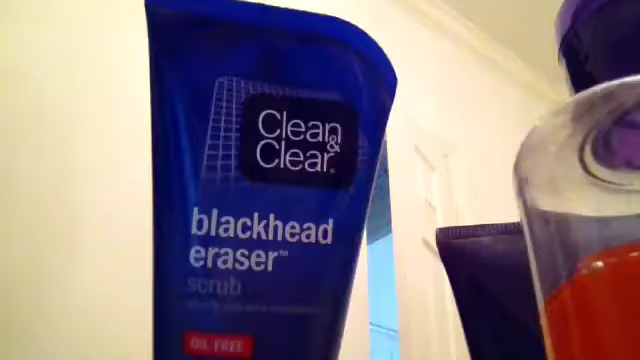 Clean
&
Clear®
blackhead
eraser™
scrub
OIL FREE